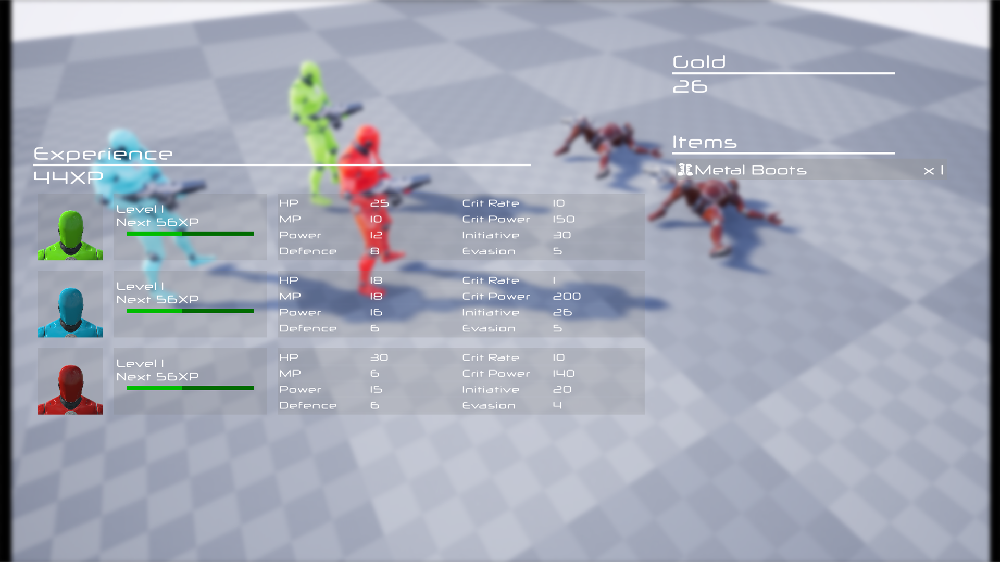 Experience
44XP
Level 1
Next 56XP
HP 25 Crit Rate 10
MP 10 Crit Power 150
Power 12 Initiative 30
Defence 8 Evasion 5
Level 1
Next 56XP
HP 18 Crit Rate 1
MP 18 Crit Power 200
Power 16 Initiative 26
Defence 6 Evasion 5
Level 1
Next 56XP
HP 30 Crit Rate 10
MP 6 Crit Power 140
Power 15 Initiative 20
Defence 6 Evasion 4
Gold
26
Items
Metal Boots x 1